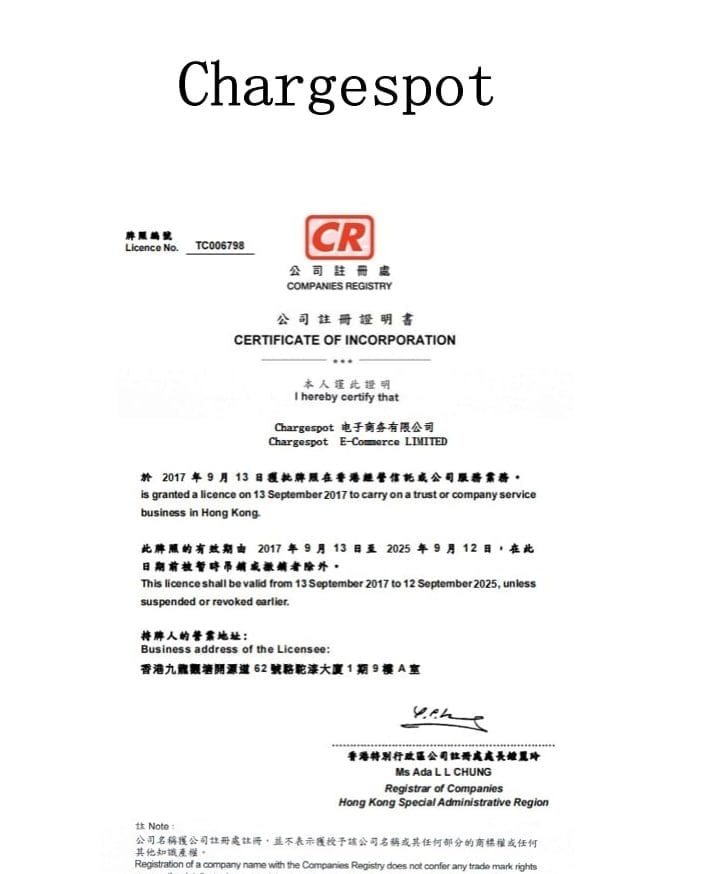 Chargespot
牌照編號
Licence No. TC006798
CR
公司註冊處
COMPANIES REGISTRY
公司註冊證明書
CERTIFICATE OF INCORPORATION
***
本人謹此證明
I hereby certify that
Chargespot 电子商务有限公司
Chargespot E-Commerce LIMITED
於 2017 年 9 月 13 日獲批牌照在香港經營信託或公司服務業務。
is granted a licence on 13 September 2017 to carry on a trust or company service
business in Hong Kong.
此牌照的有效期由 2017 年 9 月 13 日至 2025 年 9 月 12 日，在此
日期前被暫時吊銷或撤銷者除外。
This licence shall be valid from 13 September 2017 to 12 September 2025, unless
suspended or revoked earlier.
持牌人的營業地址：
Business address of the Licensee:
香港九龍觀塘開源道 62 號駱駝漆大廈 1 期 9 樓 A 室
香港特別行政區公司註冊處處長鍾麗玲
Ms Ada L L CHUNG
Registrar of Companies
Hong Kong Special Administrative Region
註 Note :
公司名稱獲公司註冊處註冊，並不表示獲授予該公司名稱或其任何部分的商標權或任何
其他知識產權。
Registration of a company name with the Companies Registry does not confer any trade mark rights